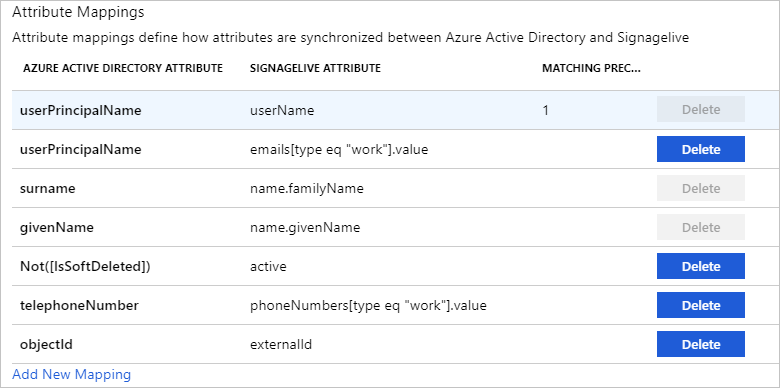 Attribute Mappings
Attribute mappings define how attributes are synchronized between Azure Active Directory and Signagelive
AZURE ACTIVE DIRECTORY ATTRIBUTE SIGNAGELIVE ATTRIBUTE MATCHING PREC...
userPrincipalName userName 1 Delete
userPrincipalName emails[type eq "work"].value Delete
surname name.familyName Delete
givenName name.givenName Delete
Not([IsSoftDeleted]) active Delete
telephoneNumber phoneNumbers[type eq "work"].value Delete
objectId externalId Delete
Add New Mapping